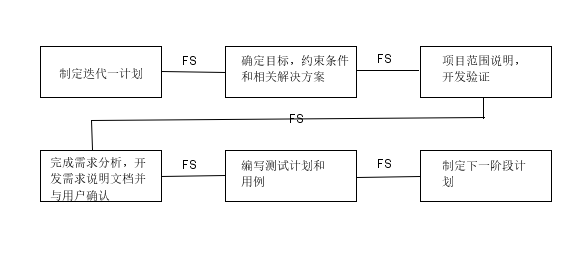 制定迭代一计划
FS
确定目标，约束条件
和相关解决方案
FS
项目范围说明，
开发验证
FS
完成需求分析，开
发需求说明文档并
与用户确认
FS
编写测试计划和
用例
FS
制定下一阶段计
划